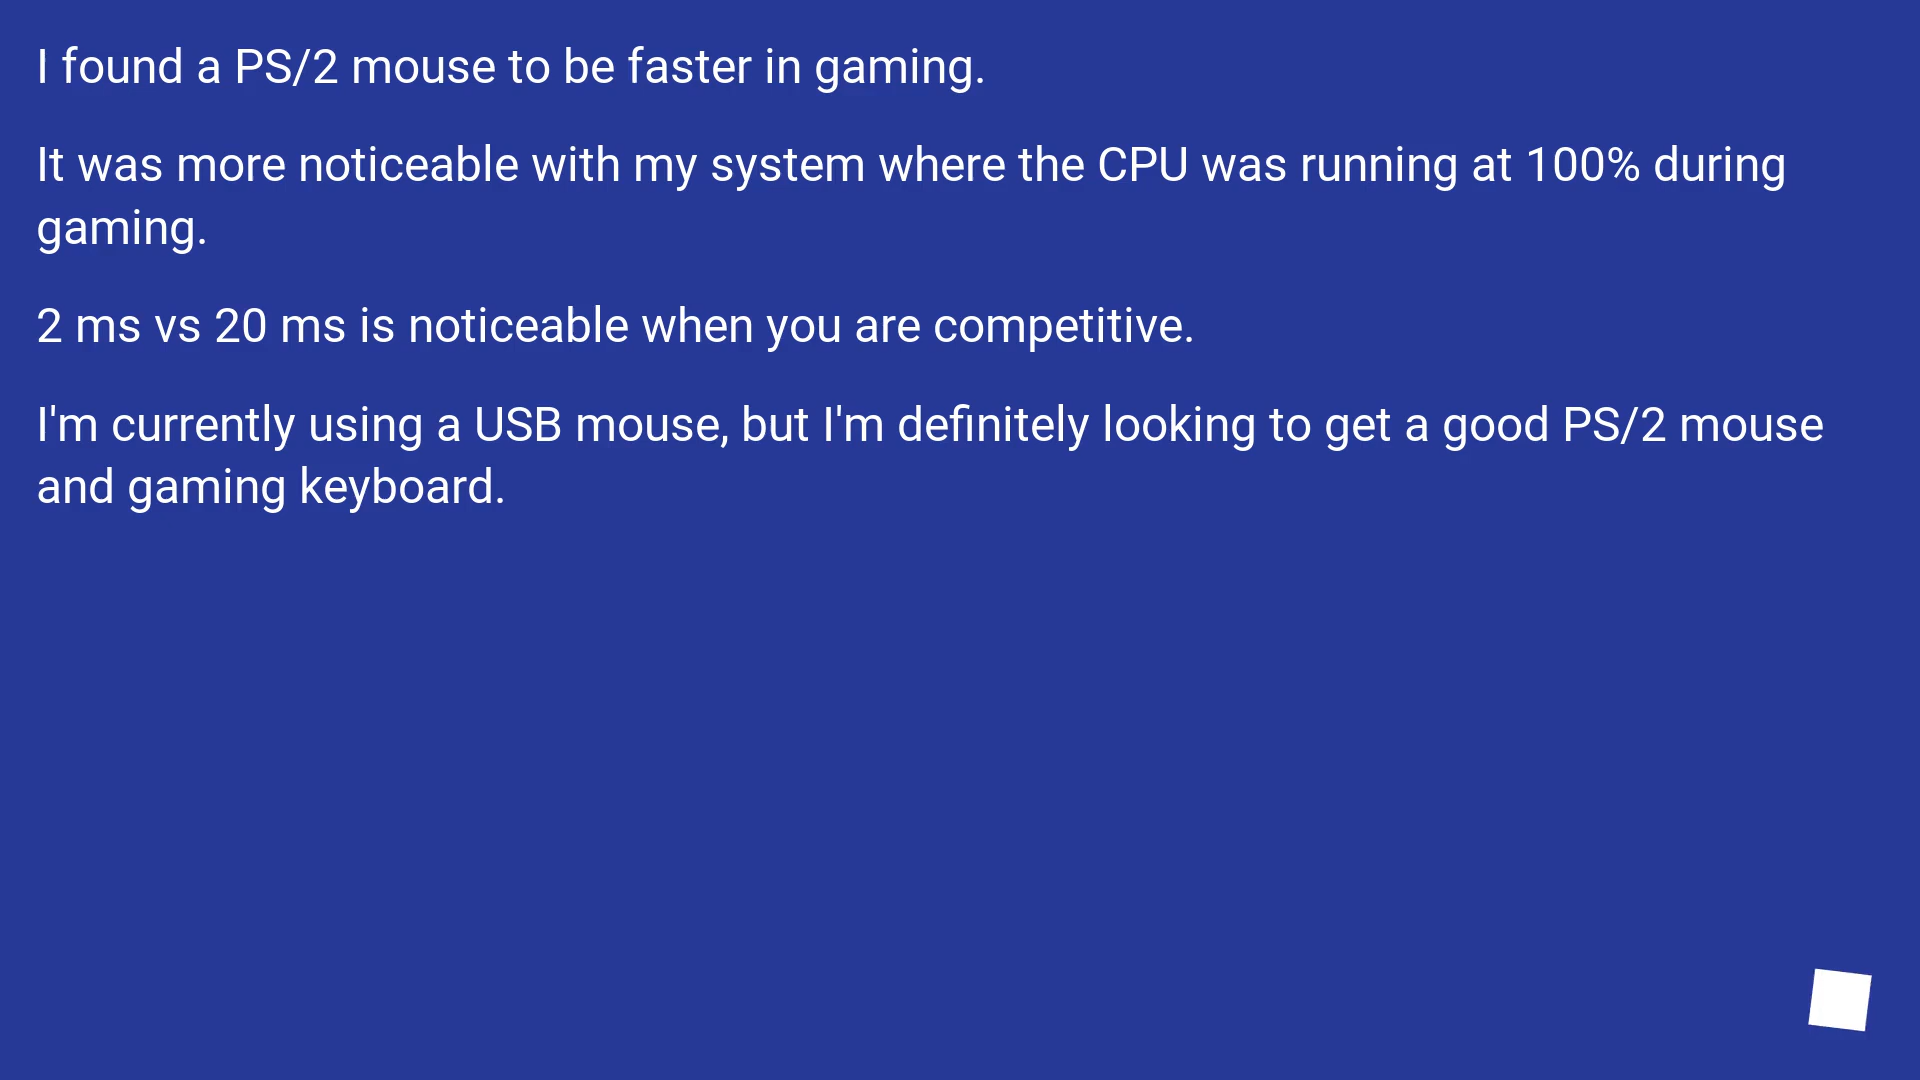 I found a PS/2 mouse to be faster in gaming.
It was more noticeable with my system where the CPU was running at 100% during
gaming.
2 ms vs 20 ms is noticeable when you are competitive.
I'm currently using a USB mouse, but I'm definitely looking to get a good PS/2 mouse
and gaming keyboard.